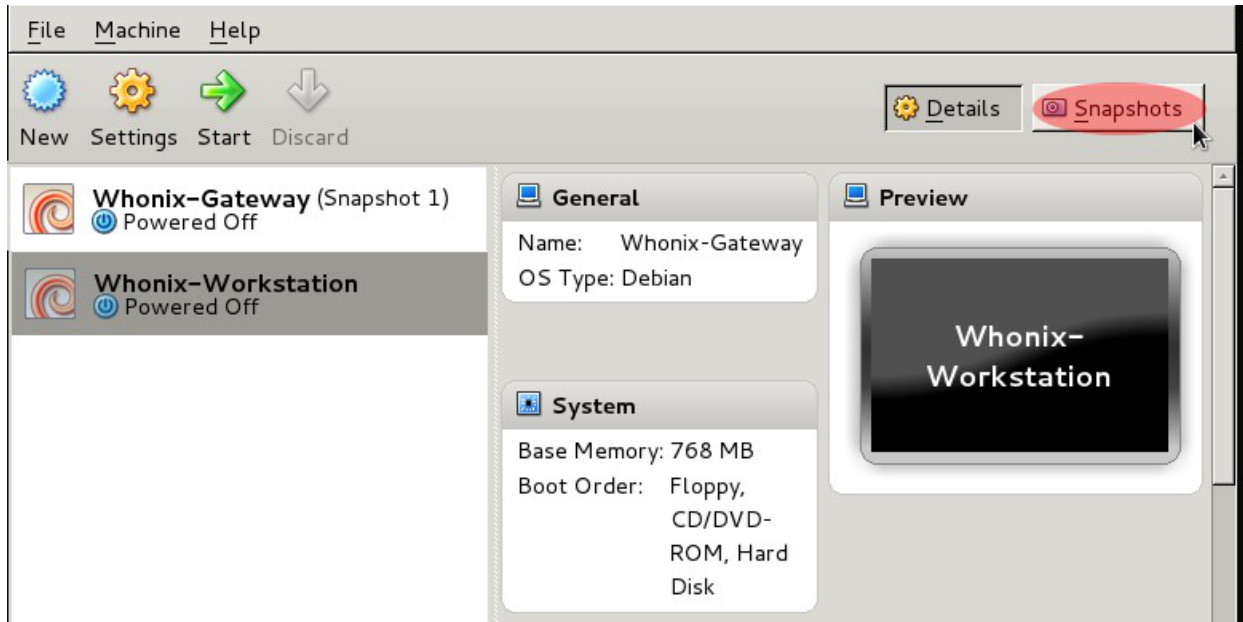 File Machine Help
New Settings Start Discard
Details Snapshots
Whonix-Gateway (Snapshot 1)
Powered Off
Whonix-Workstation
Powered Off
General
Name: Whonix-Gateway
OS Type: Debian
System
Base Memory: 768 MB
Boot Order: Floppy,
CD/DVD-
ROM, Hard
Disk
Preview
Whonix-
Workstation